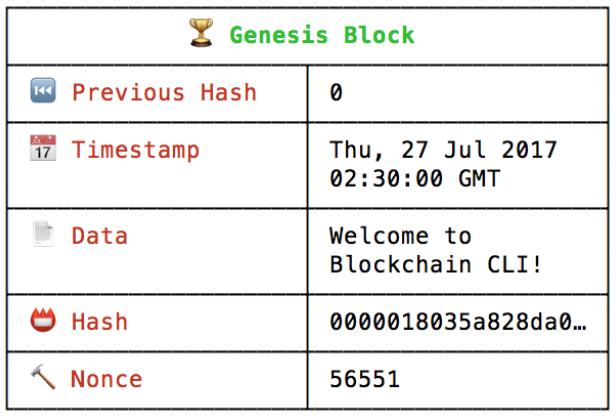 Genesis Block
Previous Hash 0
Timestamp Thu, 27 Jul 2017
02:30:00 GMT
Data Welcome to
Blockchain CLI!
Hash 0000018035a828da0…
Nonce 56551